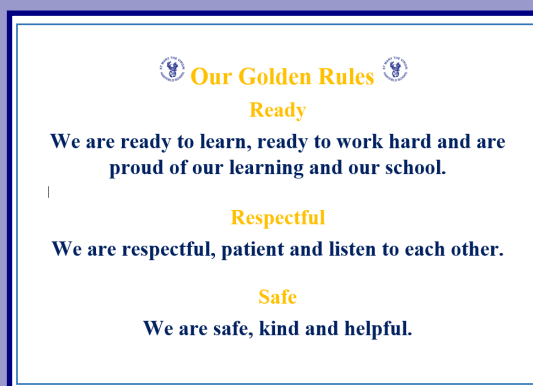 Our Golden Rules
Ready
We are ready to learn, ready to work hard and are
proud of our learning and our school.
Respectful
We are respectful, patient and listen to each other.
Safe
We are safe, kind and helpful.